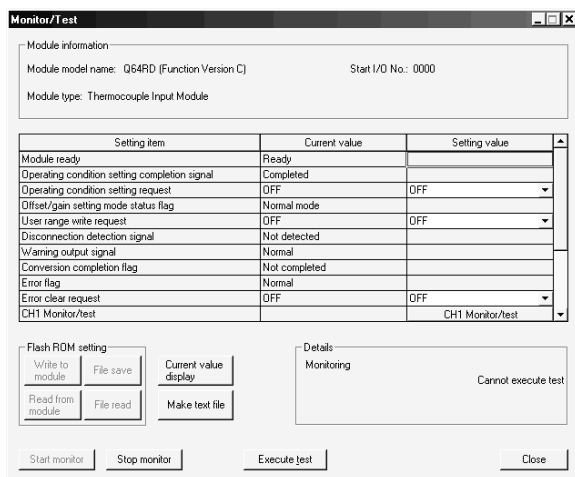 Monitor/Test
Module information
Module model name: Q64RD (Function Version C) Start I/O No.: 0000
Module type: Thermocouple Input Module
Setting item Current value Setting value
Module ready Ready
Operating condition setting completion signal Completed
Operating condition setting request OFF OFF
Offset/gain setting mode status flag Normal mode
User range write request OFF OFF
Disconnection detection signal Not detected
Warning output signal Normal
Conversion completion flag Not completed
Error flag Normal
Error clear request OFF OFF
CH1 Monitor/test CH1 Monitor/test
Flash ROM setting
Write to
module
File save
Current value
display
Read from
module
File read
Make text file
Details
Monitoring
Cannot execute test
Start monitor Stop monitor Execute test Close